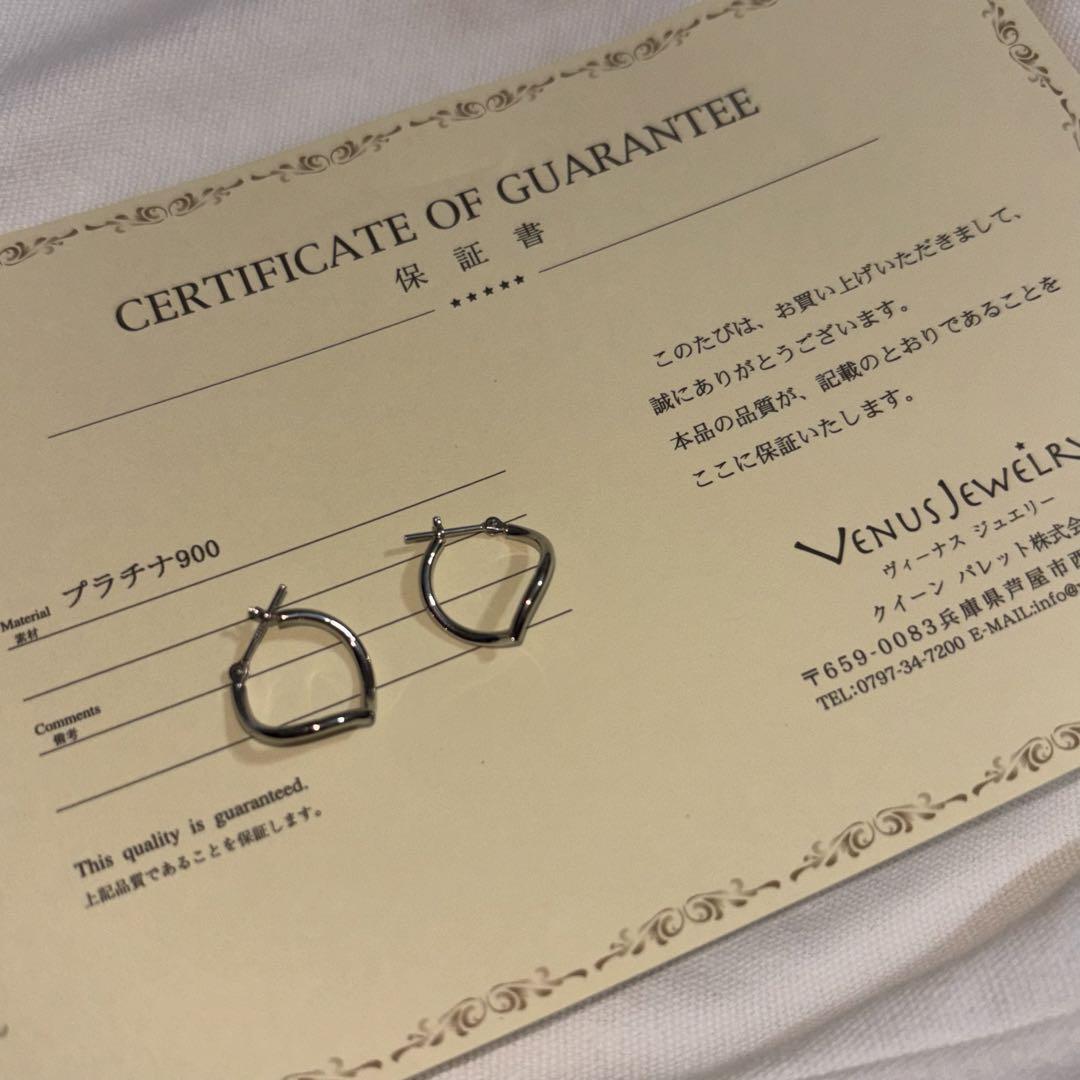 CERTIFICATE OF GUARANTEE
保証書
★★★★★
このたびは、お買い上げいただきまして、
誠にありがとうございます。
本品の品質が、記載のとおりであることを
ここに保証いたします。
Material プラチナ900
素材
Comments
備考
This quality is guaranteed.
上記品質であることを保証します。
VENUS JEWELRY
ヴィーナス ジュエリー
クイーン パレット株式会
〒659-0083兵庫県芦屋市西
TEL:0797-34-7200 E-MAIL:info@